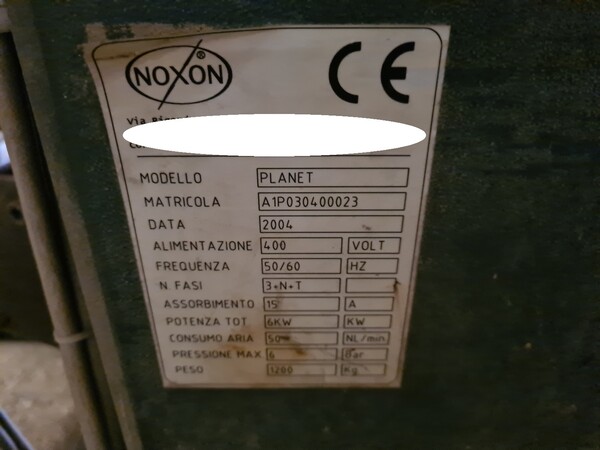 NOXON®
CE
Via
MODELLO PLANET
MATRICOLA A1P030400023
DATA 2004
ALIMENTAZIONE 400 VOLT
FREQUENZA 50/60 HZ
N. FASI 3+N+T
ASSORBIMENTO 15 A
POTENZA TOT 6KW KW
CONSUMO ARIA NL/min
PRESSIONE MAX 6 Bar
PESO 1200 Kg